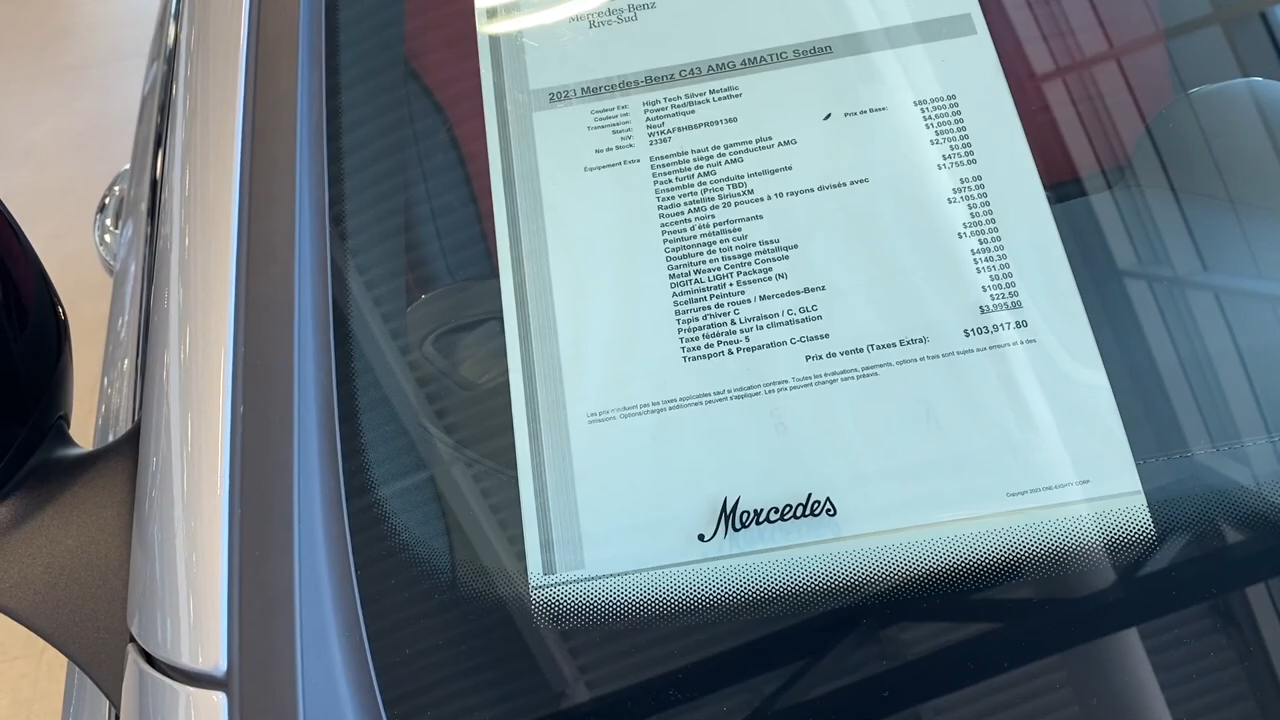 Mercedes-Benz
Rive-Sud
2023 Mercedes-Benz C43 AMG 4MATIC Sedan
Couleur Ext: High Tech Silver Metallic
Couleur Int: Power Red/Black Leather
Transmission: Automatique
Statut: Neuf
NIV: W1KAF8HB6PR091360
No de Stock: 23367
Prix de Base: $80,900.00
Équipement Extra Ensemble haut de gamme plus $1,900.00
Ensemble siège de conducteur AMG $4,600.00
Ensemble de nuit AMG $1,000.00
Pack furtif AMG $800.00
Ensemble de conduite intelligente $2,700.00
Taxe verte (Price TBD) $0.00
Radio satellite SiriusXM $475.00
Roues AMG de 20 pouces à 10 rayons divisés avec $1,755.00
accents noirs
Pneus d'été performants $0.00
Peinture métallisée $975.00
Capitonnage en cuir $2,105.00
Doublure de toit noire tissu $0.00
Garniture en tissage métallique $0.00
Metal Weave Centre Console $200.00
DIGITAL LIGHT Package $1,600.00
Administratif + Essence (N) $0.00
Scellant Peinture $499.00
Barrures de roues / Mercedes-Benz $140.30
Tapis d'hiver C $151.00
Préparation & Livraison / C, GLC $0.00
Taxe fédérale sur la climatisation $100.00
Taxe de Pneu- 5 $22.50
Transport & Preparation C-Classe $3,995.00
Prix de vente (Taxes Extra): $103,917.80
Les prix n'incluent pas les taxes applicables sauf si indication contraire. Toutes les évaluations, paiements, options et frais sont sujets aux erreurs et à des
omissions. Options/charges additionnels peuvent s'appliquer. Les prix peuvent changer sans préavis.
Copyright 2023 ONE-EIGHTY CORP.
Mercedes